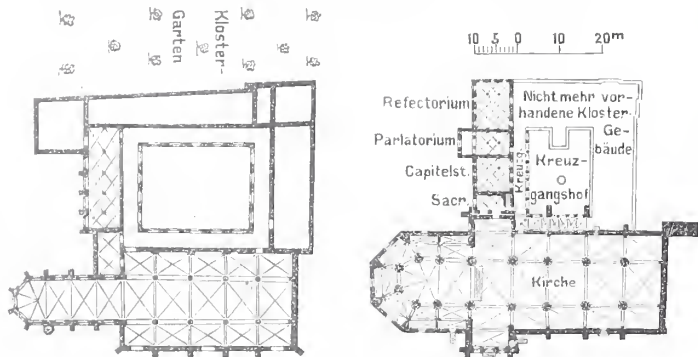 Kloster-
Garten
10 5 0 10 20m
Refectorium
Parlatorium
Capitelst.
Sacr.
Nicht mehr vor-
handene Kloster
Ge-
bäude
Kreuzg.
Kreuz-
gangshof
Kirche